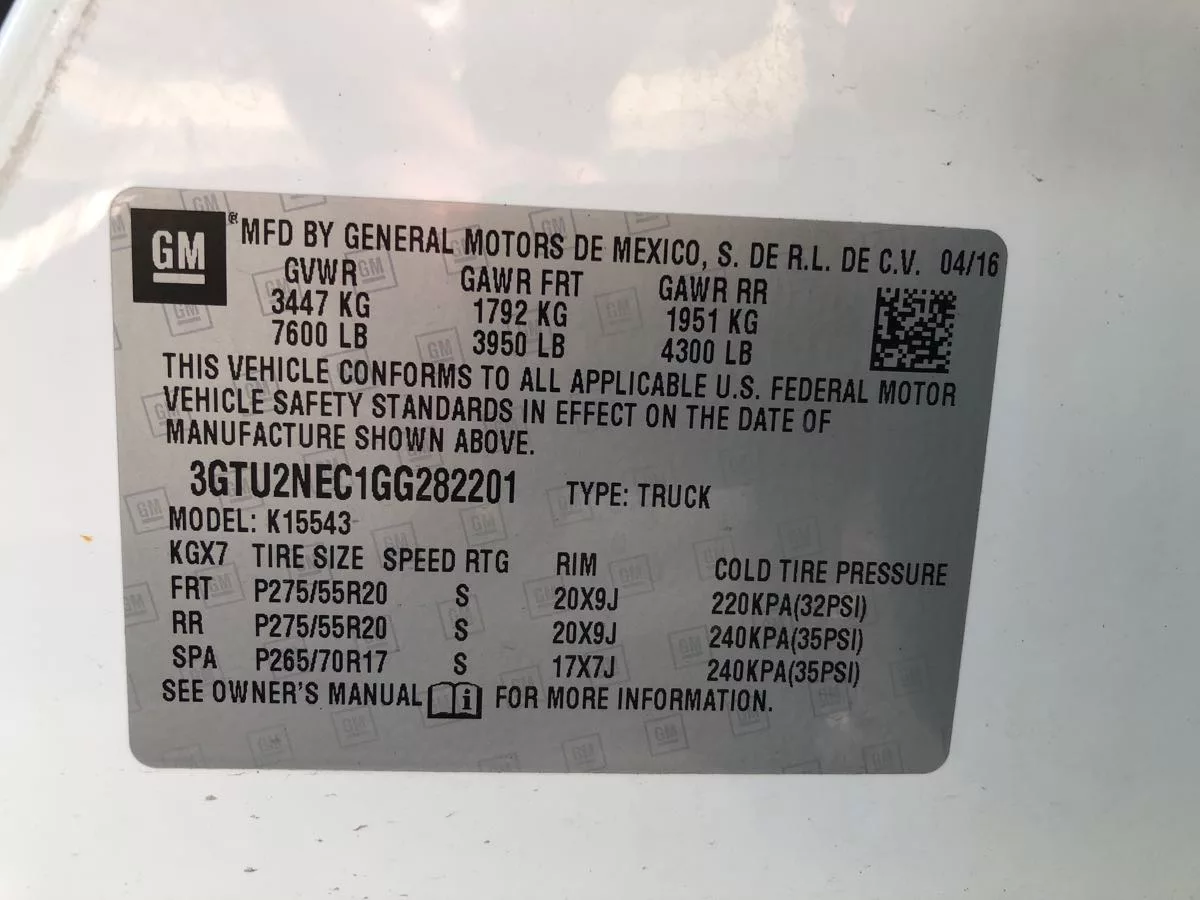 GM ® MFD BY GENERAL MOTORS DE MEXICO, S. DE R.L. DE C.V. 04/16
GVWR GAWR FRT GAWR RR
3447 KG 1792 KG 1951 KG
7600 LB 3950 LB 4300 LB
THIS VEHICLE CONFORMS TO ALL APPLICABLE U.S. FEDERAL MOTOR
VEHICLE SAFETY STANDARDS IN EFFECT ON THE DATE OF
MANUFACTURE SHOWN ABOVE.
3GTU2NEC1GG282201 TYPE: TRUCK
MODEL: K15543
KGX7 TIRE SIZE SPEED RTG RIM COLD TIRE PRESSURE
FRT P275/55R20 S 20X9J 220KPA(32PSI)
RR P275/55R20 S 20X9J 240KPA(35PSI)
SPA P265/70R17 S 17X7J 240KPA(35PSI)
SEE OWNER'S MANUAL i FOR MORE INFORMATION.